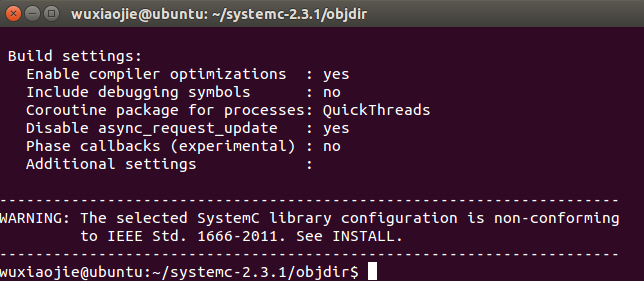 wuxiaojie@ubuntu: ~/systemc-2.3.1/objdir
Build settings:
Enable compiler optimizations : yes
Include debugging symbols : no
Coroutine package for processes: QuickThreads
Disable async_request_update : yes
Phase callbacks (experimental) : no
Additional settings :
---------------------------------------------------------------------
WARNING: The selected SystemC library configuration is non-conforming
to IEEE Std. 1666-2011. See INSTALL.
---------------------------------------------------------------------
wuxiaojie@ubuntu:~/systemc-2.3.1/objdir$